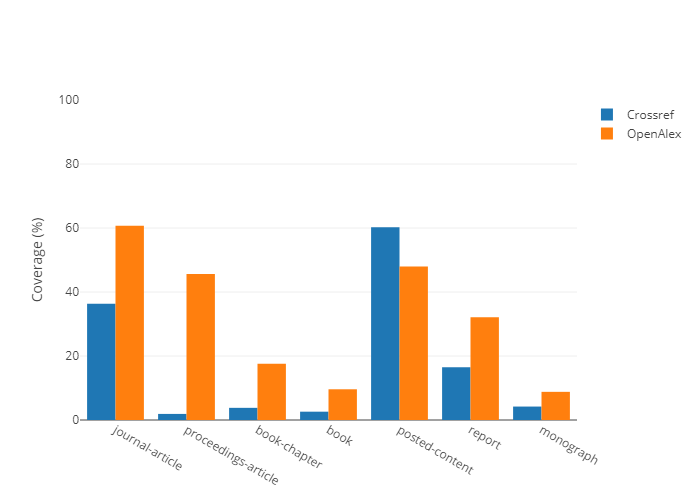 100
80
60
40
20
0
Coverage (%)
journal-article
proceedings-article
book-chapter
book
posted-content
report
monograph
Crossref
OpenAlex